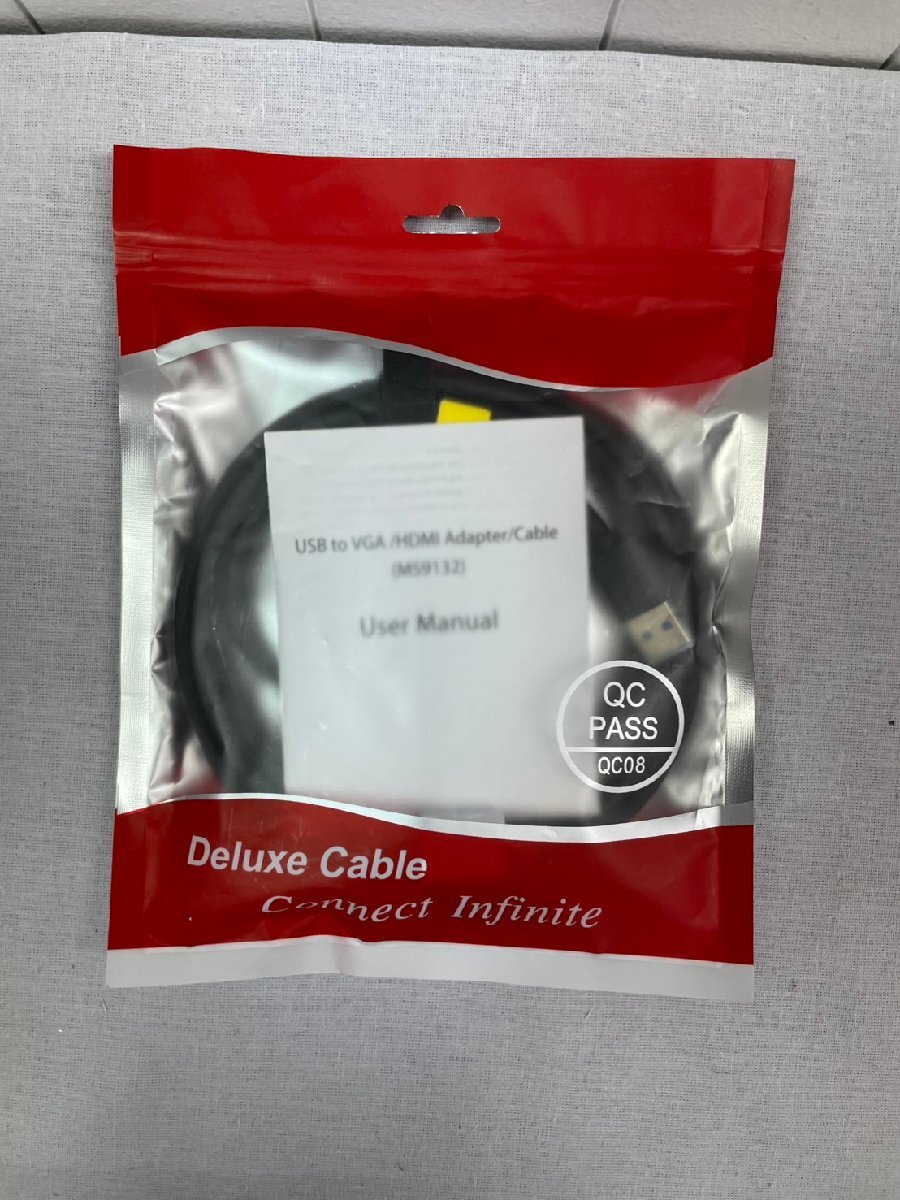 USB to VGA /HDMI Adapter/Cable
(MS9132)
User Manual
QC
PASS
QC08
Deluxe Cable
Connect Infinite